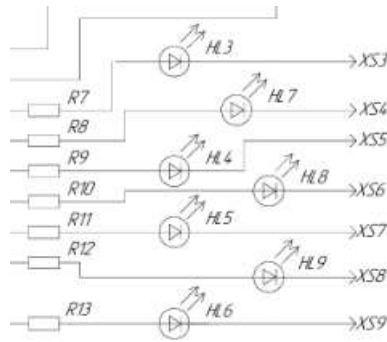 HL3
XS3
R7
HL7
XS4
R8
XS5
R9
HL4
HL8
R10
XS6
R11
HL5
XS7
R12
HL9
XS8
R13
HL6
XS9